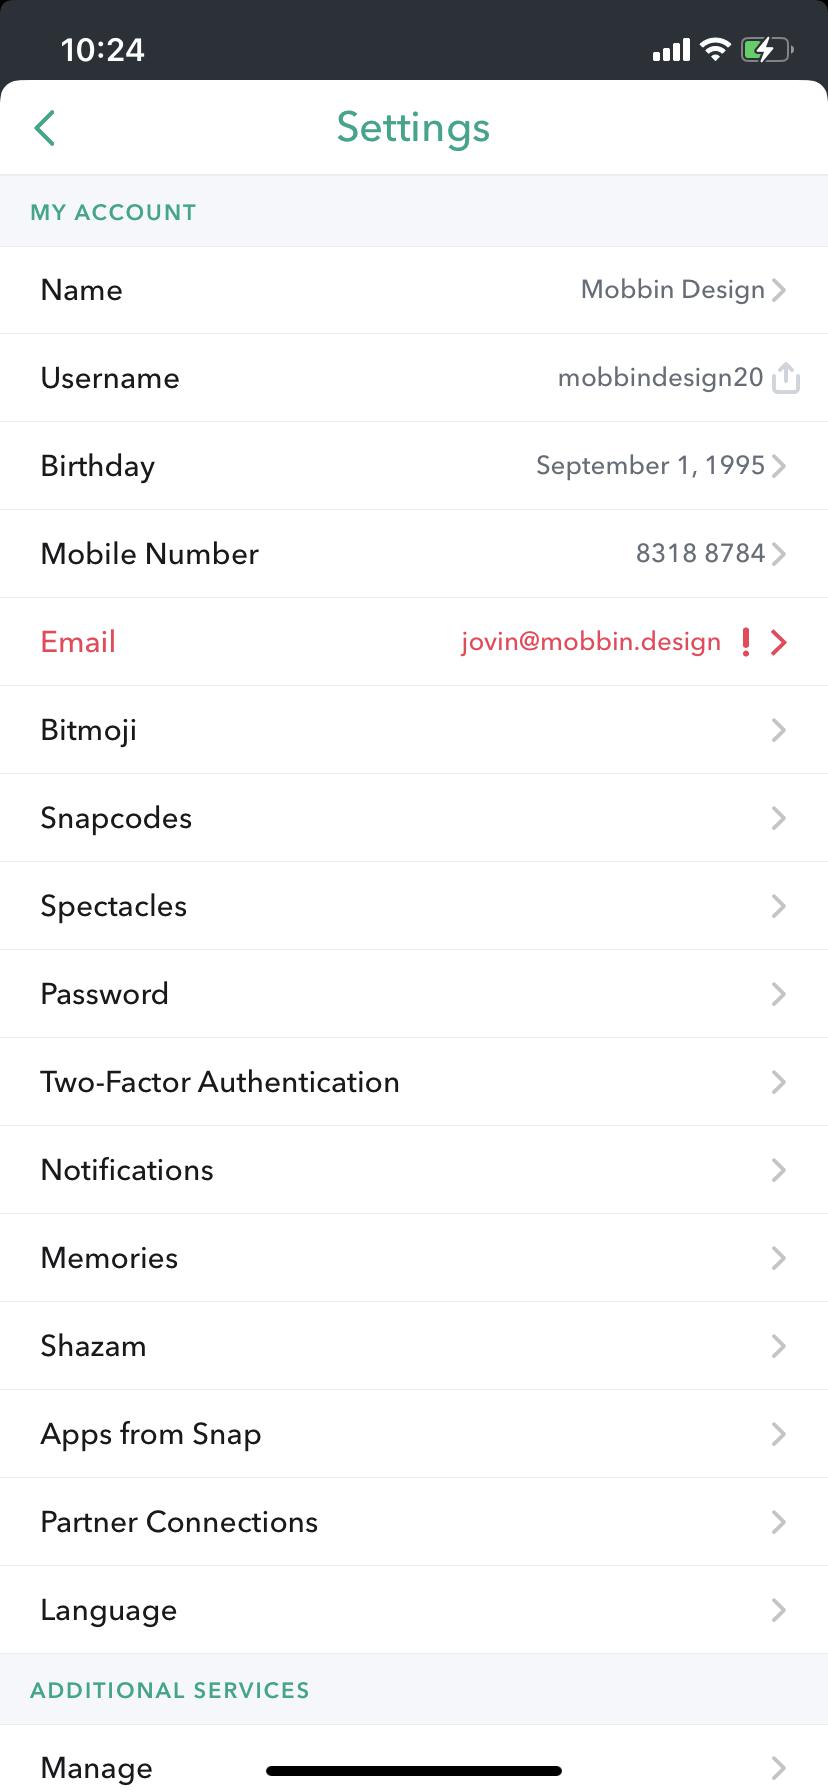 10:24
Settings
MY ACCOUNT
Name Mobbin Design
Username mobbindesign20
Birthday September 1, 1995
Mobile Number 8318 8784
Email jovin@mobbin.design !
Bitmoji
Snapcodes
Spectacles
Password
Two-Factor Authentication
Notifications
Memories
Shazam
Apps from Snap
Partner Connections
Language
ADDITIONAL SERVICES
Manage